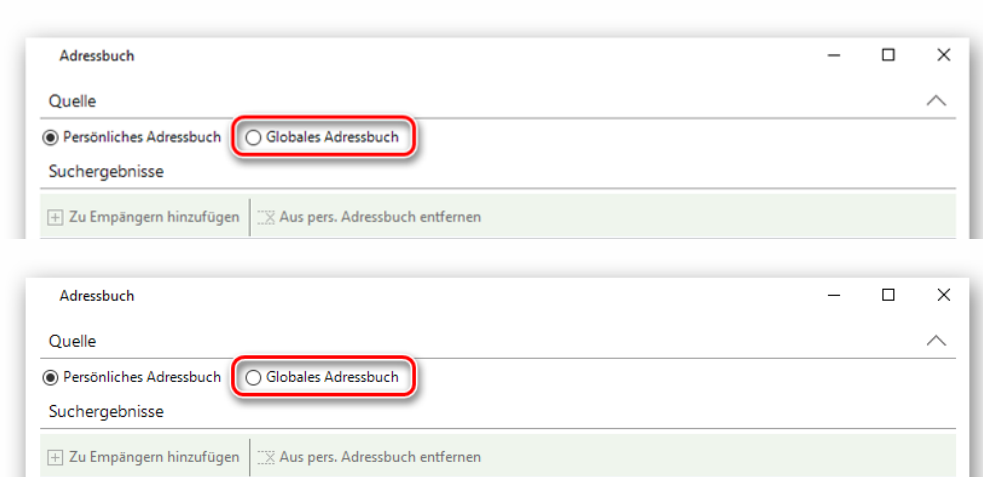 Adressbuch
Quelle
Persönliches Adressbuch Globales Adressbuch
Suchergebnisse
Zu Empängern hinzufügen Aus pers. Adressbuch entfernen
Adressbuch
Quelle
Persönliches Adressbuch Globales Adressbuch
Suchergebnisse
Zu Empängern hinzufügen Aus pers. Adressbuch entfernen